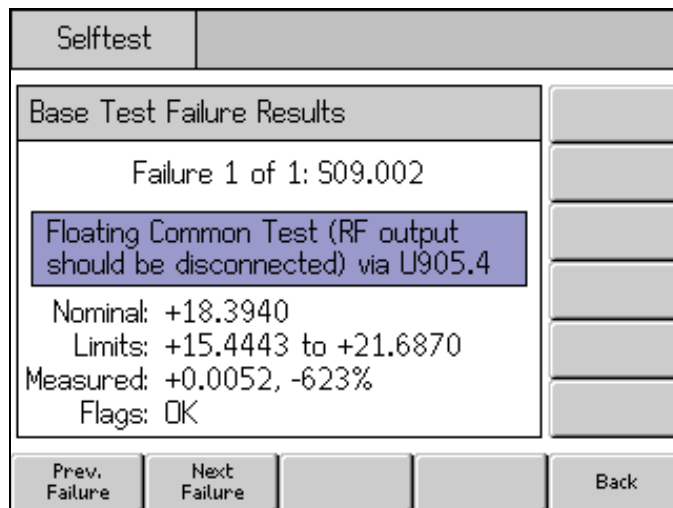 Selftest
Base Test Failure Results
Failure 1 of 1: S09.002
Floating Common Test (RF output
should be disconnected) via U905.4
Nominal: +18.3940
Limits: +15.4443 to +21.6870
Measured: +0.0052, -623%
Flags: OK
Prev.
Failure
Next
Failure
Back